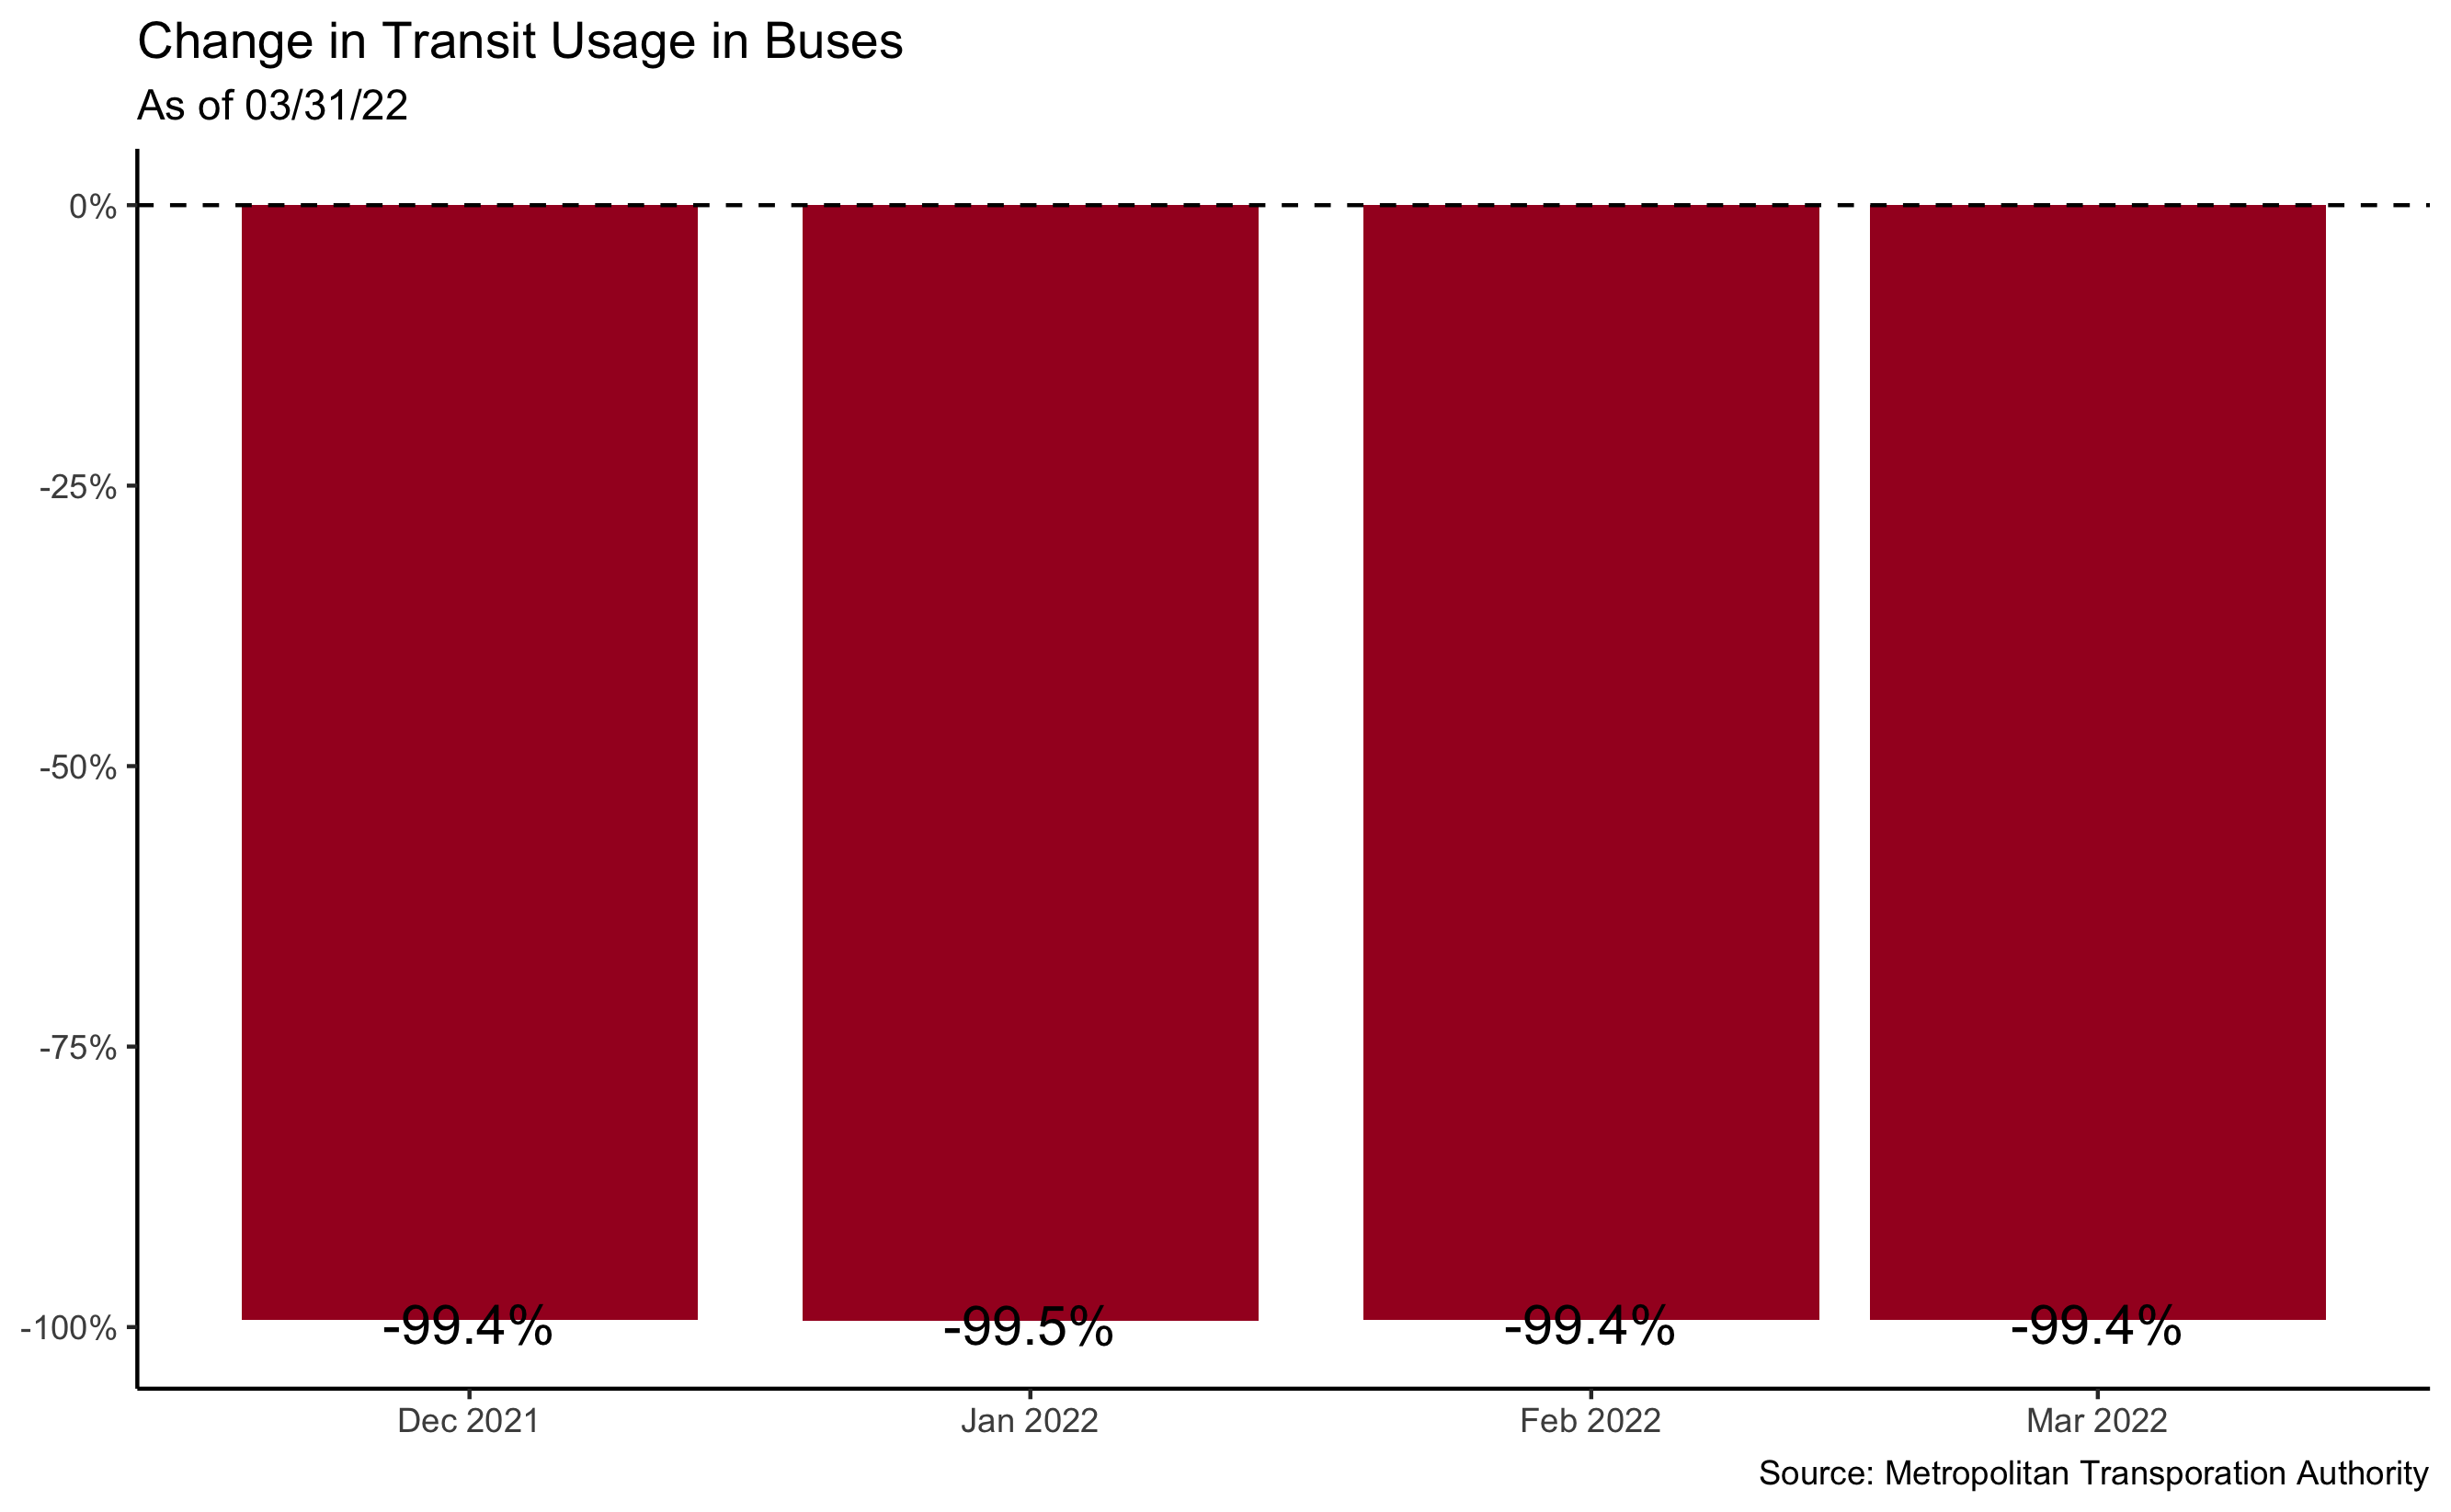 Change in Transit Usage in Buses
As of 03/31/22
0%
-25%
-50%
-75%
-100%
-99.4%
-99.5%
-99.4%
-99.4%
Dec 2021
Jan 2022
Feb 2022
Mar 2022
Source: Metropolitan Transporation Authority